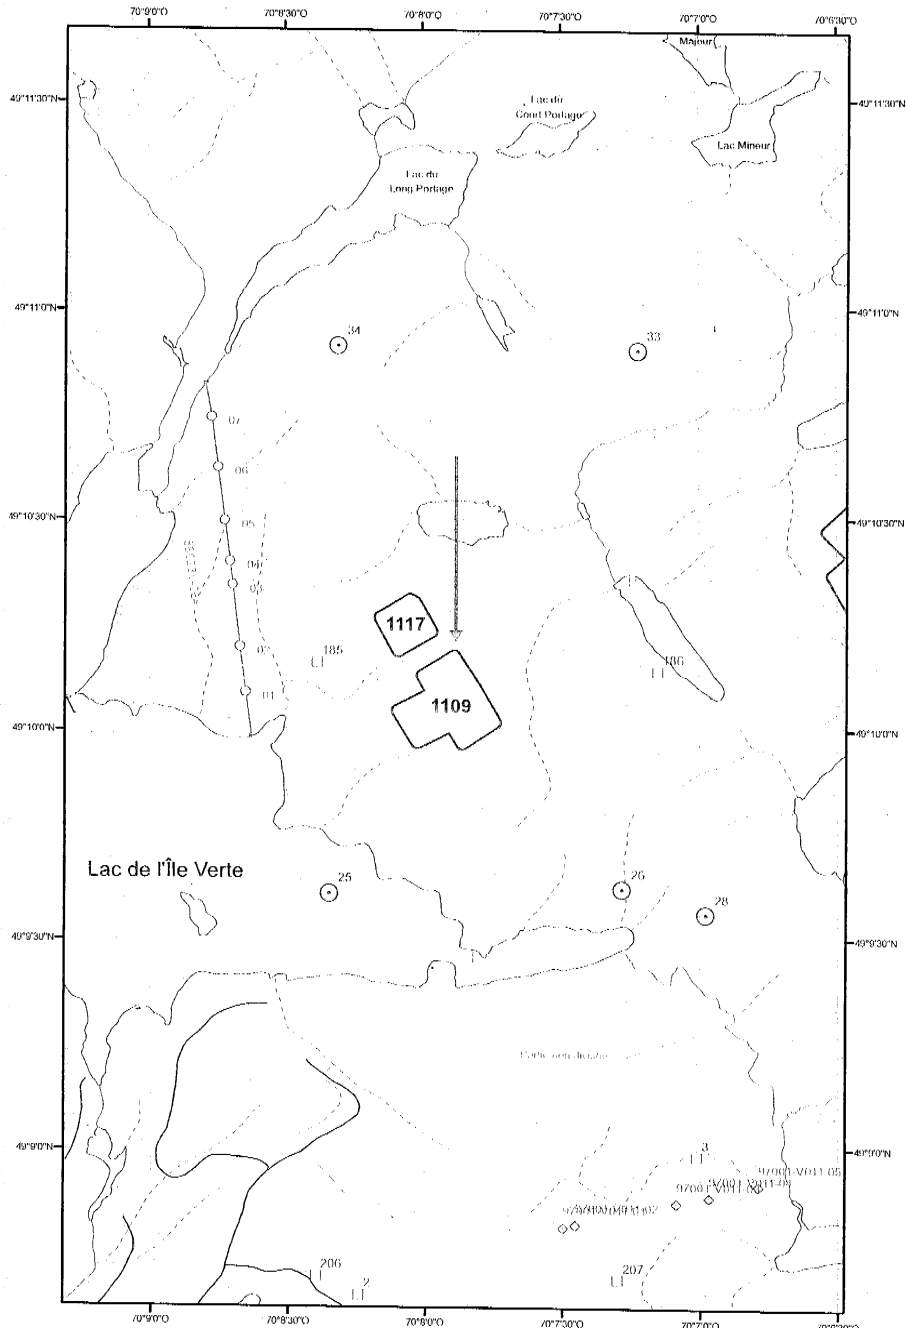 70°9'0"O
70°8'30"O
70°8'0"O
70°7'30"O
70°7'0"O
70°6'30"O
Majour
49°11'30"N
49°11'30"N
Lac du
Court Portage
Lac Mineur
Lac du
Long Portage
49°11'0"N
49°11'0"N
34
33
07
06
49°10'30"N
05
49°10'30"N
04
03
1117
02
185
186
01
1109
49°10'0"N
49°10'0"N
Lac de l'Île Verte
25
26
28
49°9'30"N
49°9'30"N
49°9'0"N
49°9'0"N
3
97001-V011-05
206
207
2
70°9'0"O
70°8'30"O
70°8'0"O
70°7'30"O
70°7'0"O